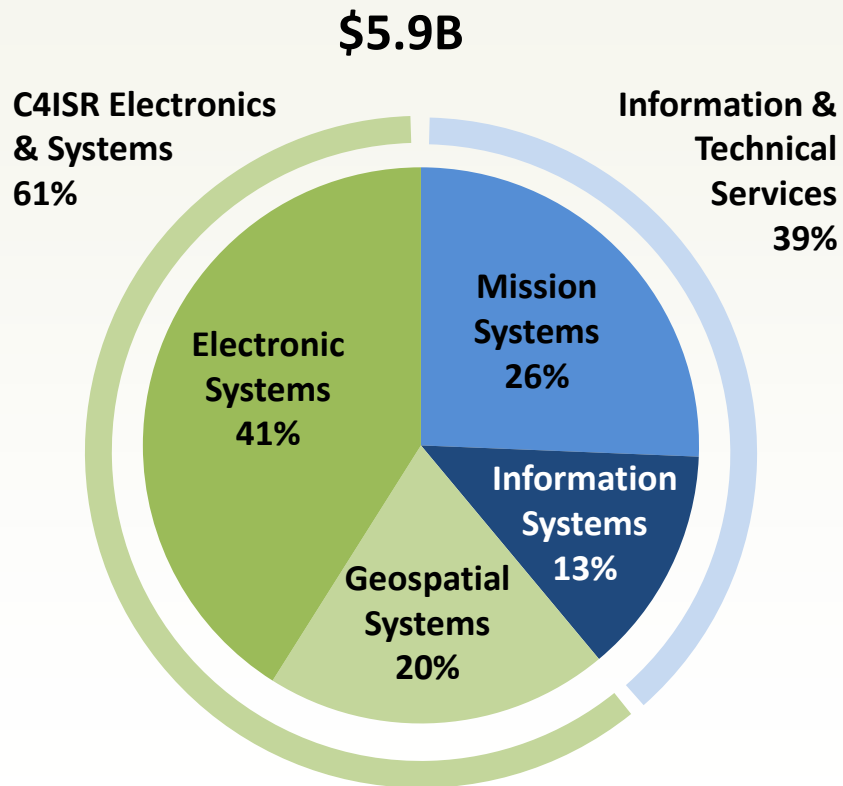 $5.9B
C4ISR Electronics
& Systems
61%
Information &
Technical
Services
39%
Mission
Systems
26%
Electronic
Systems
41%
Information
Systems
13%
Geospatial
Systems
20%